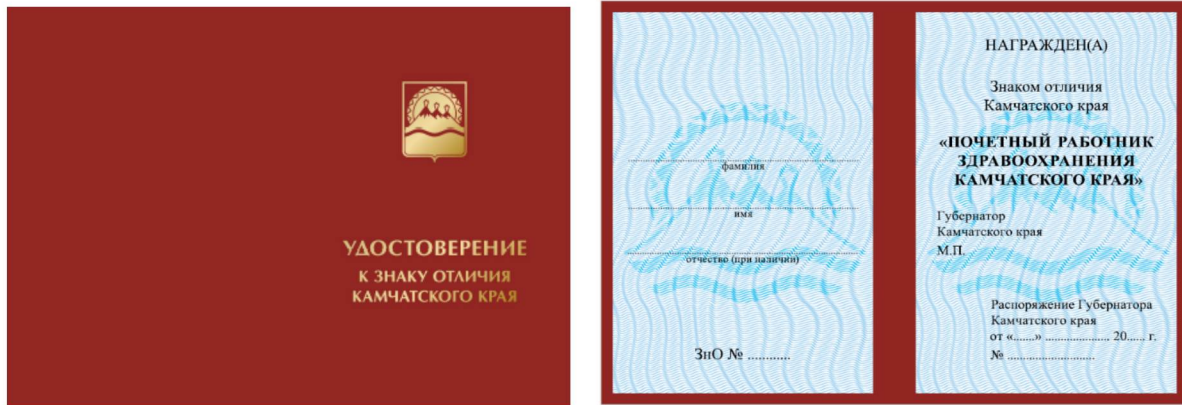 УДОСТОВЕРЕНИЕ
К ЗНАКУ ОТЛИЧИЯ
КАМЧАТСКОГО КРАЯ
фамилия
имя
отчество (при наличии)
ЗнО № ...........
НАГРАЖДЕН(А)
Знаком отличия
Камчатского края
«ПОЧЕТНЫЙ РАБОТНИК
ЗДРАВООХРАНЕНИЯ
КАМЧАТСКОГО КРАЯ»
Губернатор
Камчатского края
М.П.
Распоряжение Губернатора
Камчатского края
от «.......» ...................... 20...... г.
№ ...........................